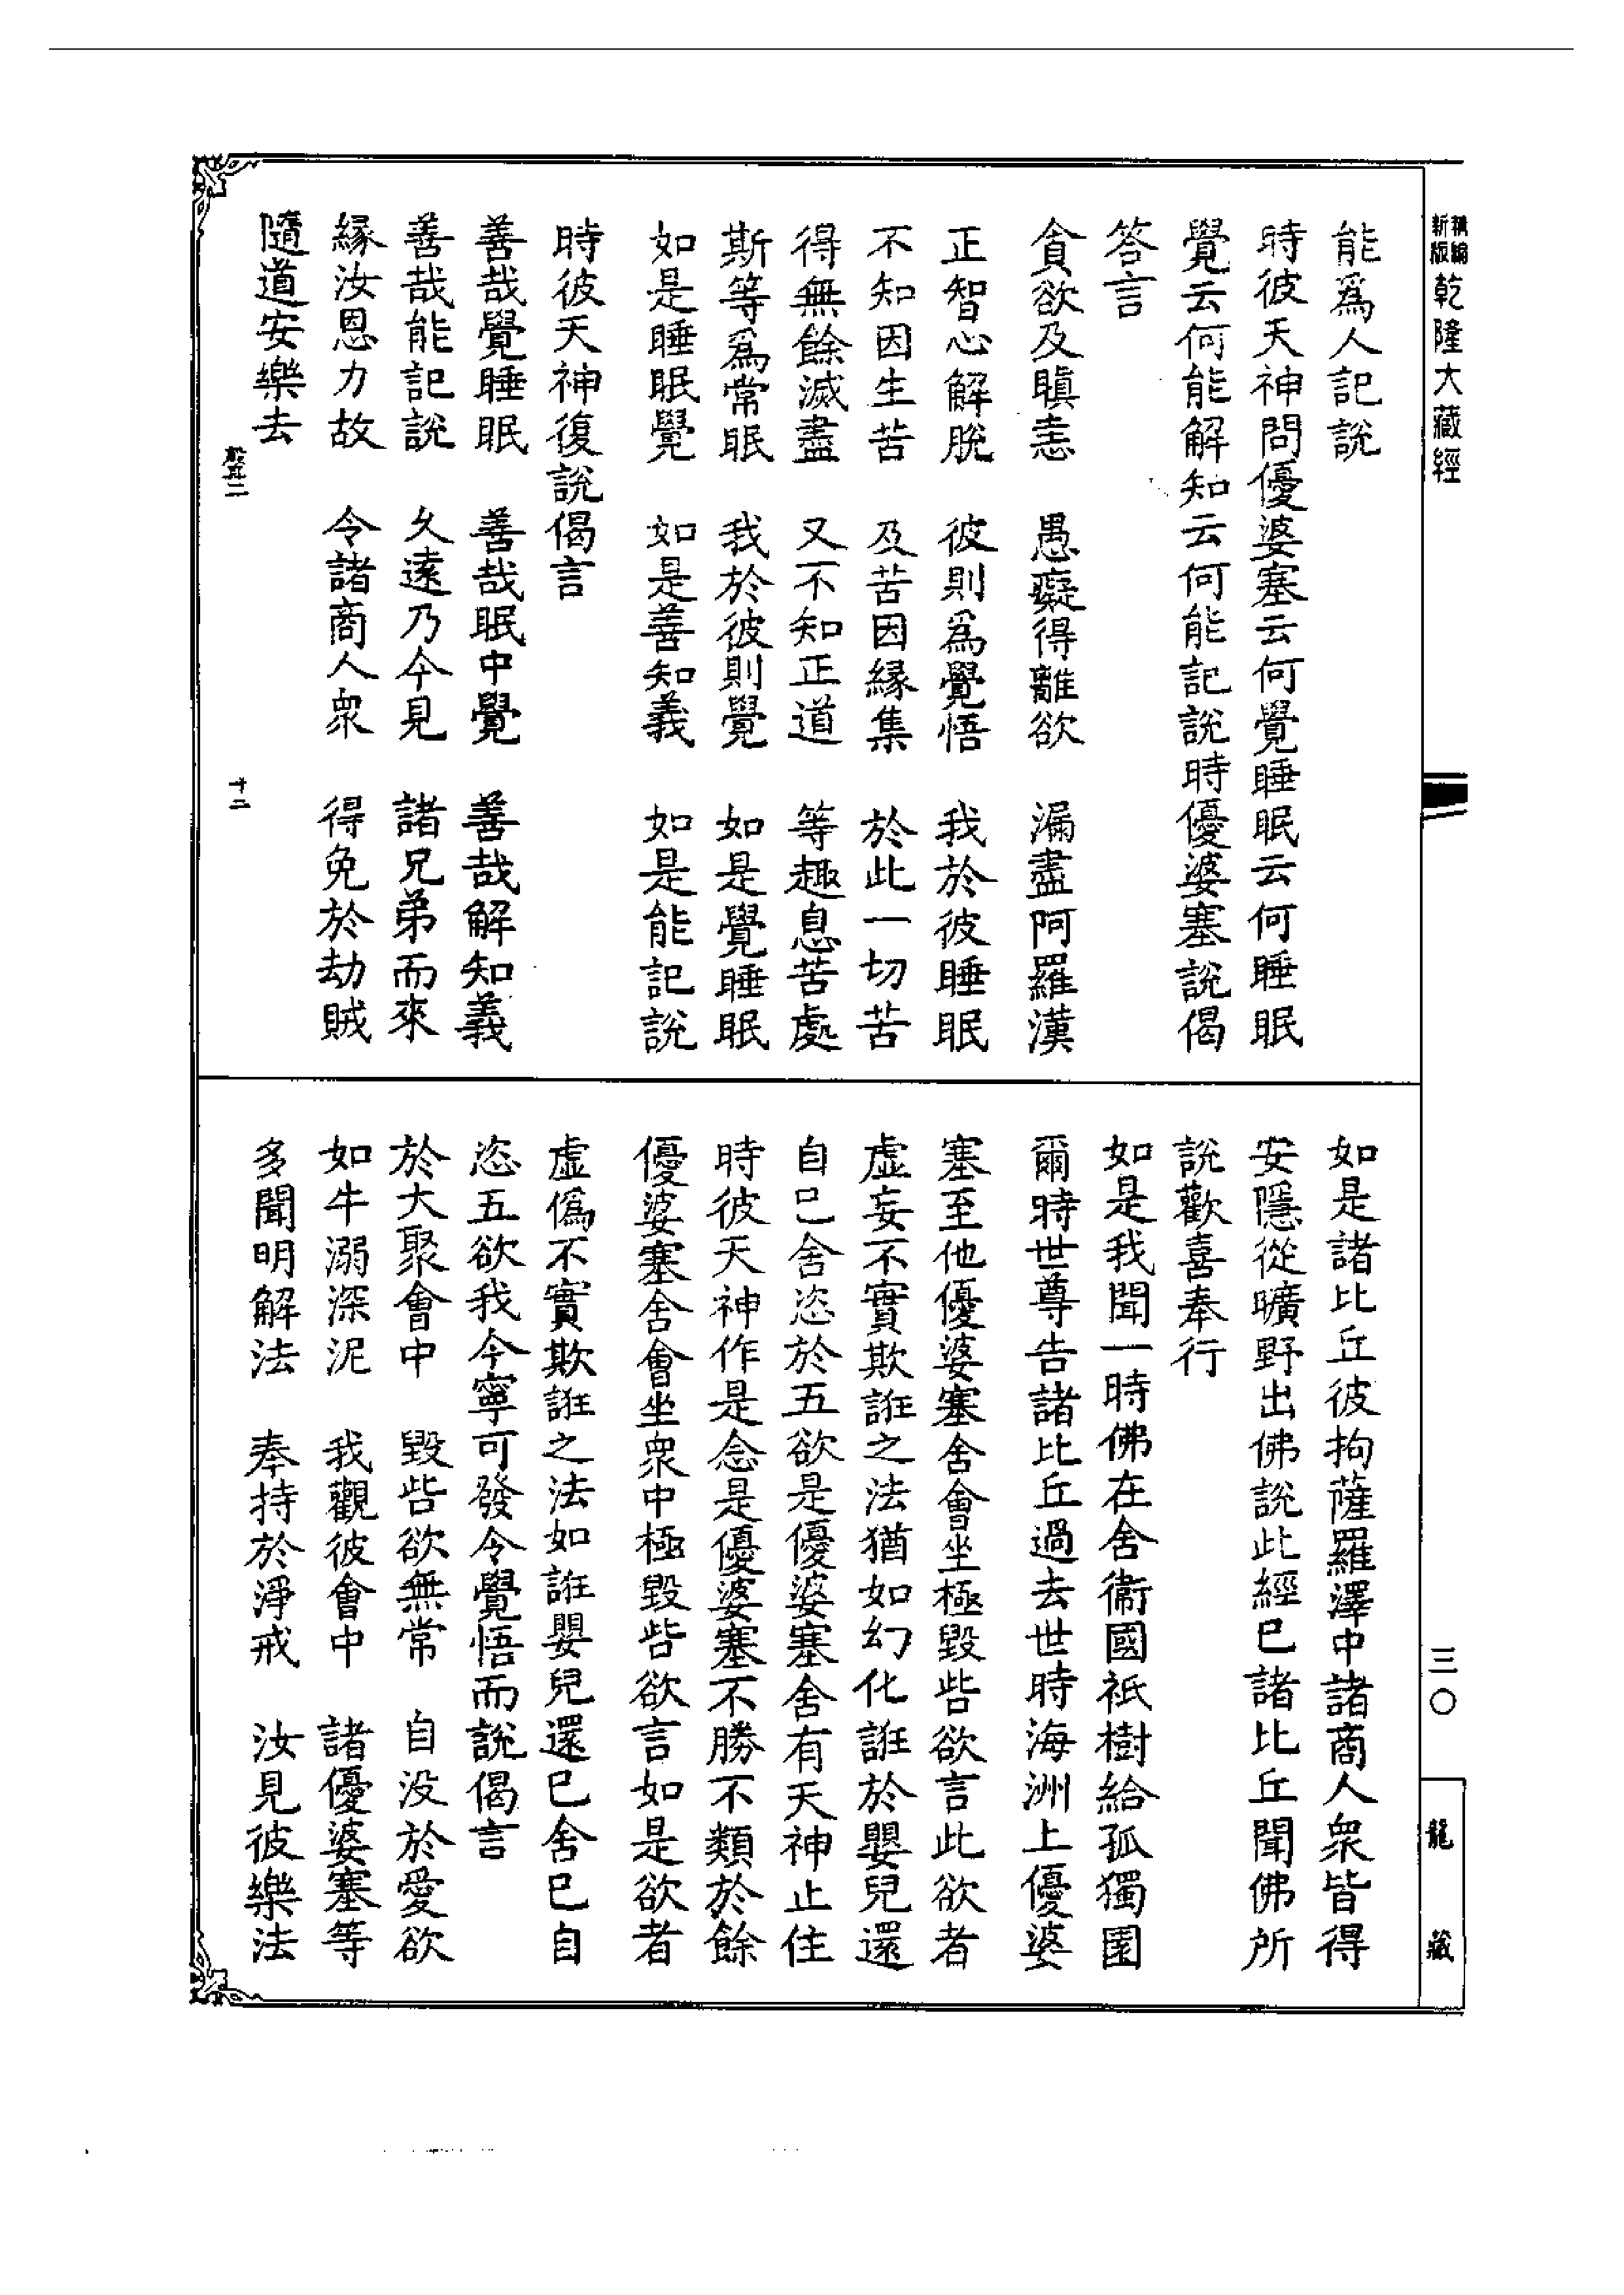 新編
新版
乾隆大藏經
三〇
龍藏
能爲人記說
時彼天神問優婆塞云何覺睡眠云何睡眠
覺云何能解知云何能記說時優婆塞說偈
答言
貪欲及瞋恚 愚癡得離欲 漏盡阿羅漢
正智心解脫 彼則爲覺悟 我於彼睡眠
不知因生苦 及苦因緣集 於此一切苦
得無餘滅盡 又不知正道 等趣息苦處
斯等爲常眠 我於彼則覺 如是覺睡眠
如是睡眠覺 如是善知義 如是能記說
時彼天神復說偈言
善哉覺睡眠 善哉眠中覺 善哉解知義
善哉能記說 久遠乃今見 諸兄弟而來
緣汝恩力故 令諸商人衆 得免於劫賊
隨道安樂去
十二
如是諸比丘彼拘薩羅澤中諸商人衆皆得
安隱從曠野出佛說此經已諸比丘聞佛所
說歡喜奉行
如是我聞一時佛在舍衞國祇樹給孤獨園
爾時世尊告諸比丘過去世時海洲上優婆
塞至他優婆塞舍會坐極毀呰欲言此欲者
虛妄不實欺誑之法猶如幻化誑於嬰兒還
自已舍恣於五欲是優婆塞舍有天神止住
時彼天神作是念是優婆塞不勝不類於餘
優婆塞舍會坐衆中極毀呰欲言如是欲者
虛僞不實欺誑之法如誑嬰兒還已舍已自
恣五欲我今寧可發令覺悟而說偈言
於大聚會中 毀呰欲無常 自没於愛欲
如牛溺深泥 我觀彼會中 諸優婆塞等
多聞明解法 奉持於淨戒 汝見彼樂法